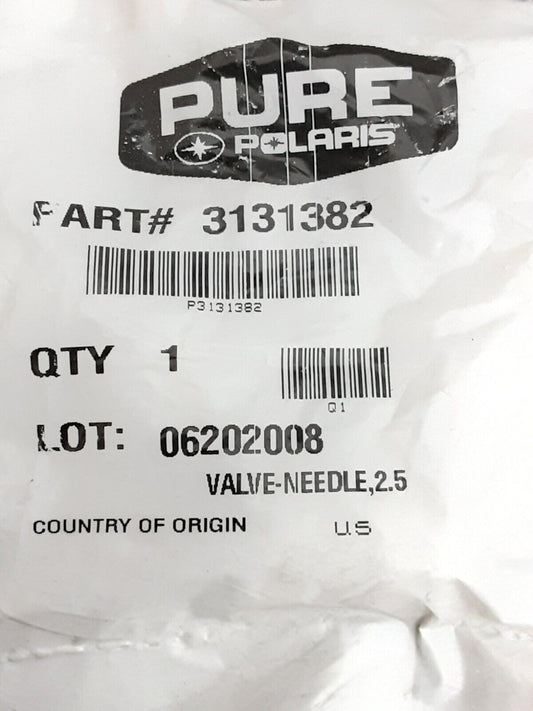 PURE
POLARIS
PART# 3131382
P3131382
QTY 1
Q1
LOT: 06202008
VALVE-NEEDLE,2.5
COUNTRY OF ORIGIN U.S